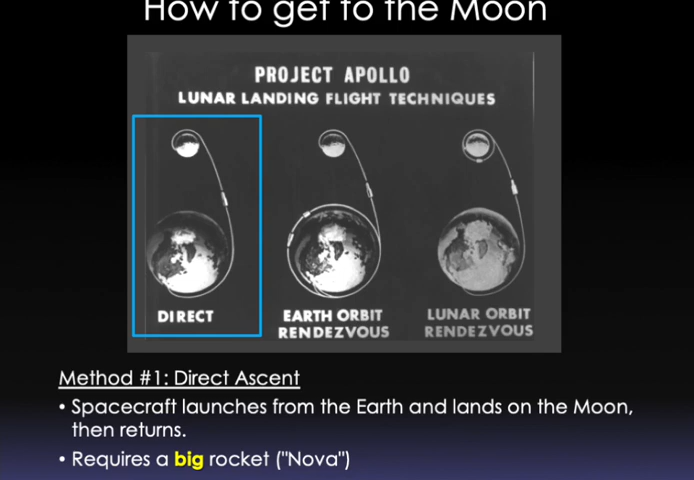 How to get to the Moon
PROJECT APOLLO
LUNAR LANDING FLIGHT TECHNIQUES
DIRECT
EARTH ORBIT
RENDEZVOUS
LUNAR ORBIT
RENDEZVOUS
Method #1: Direct Ascent
• Spacecraft launches from the Earth and lands on the Moon,
then returns.
• Requires a big rocket ("Nova")